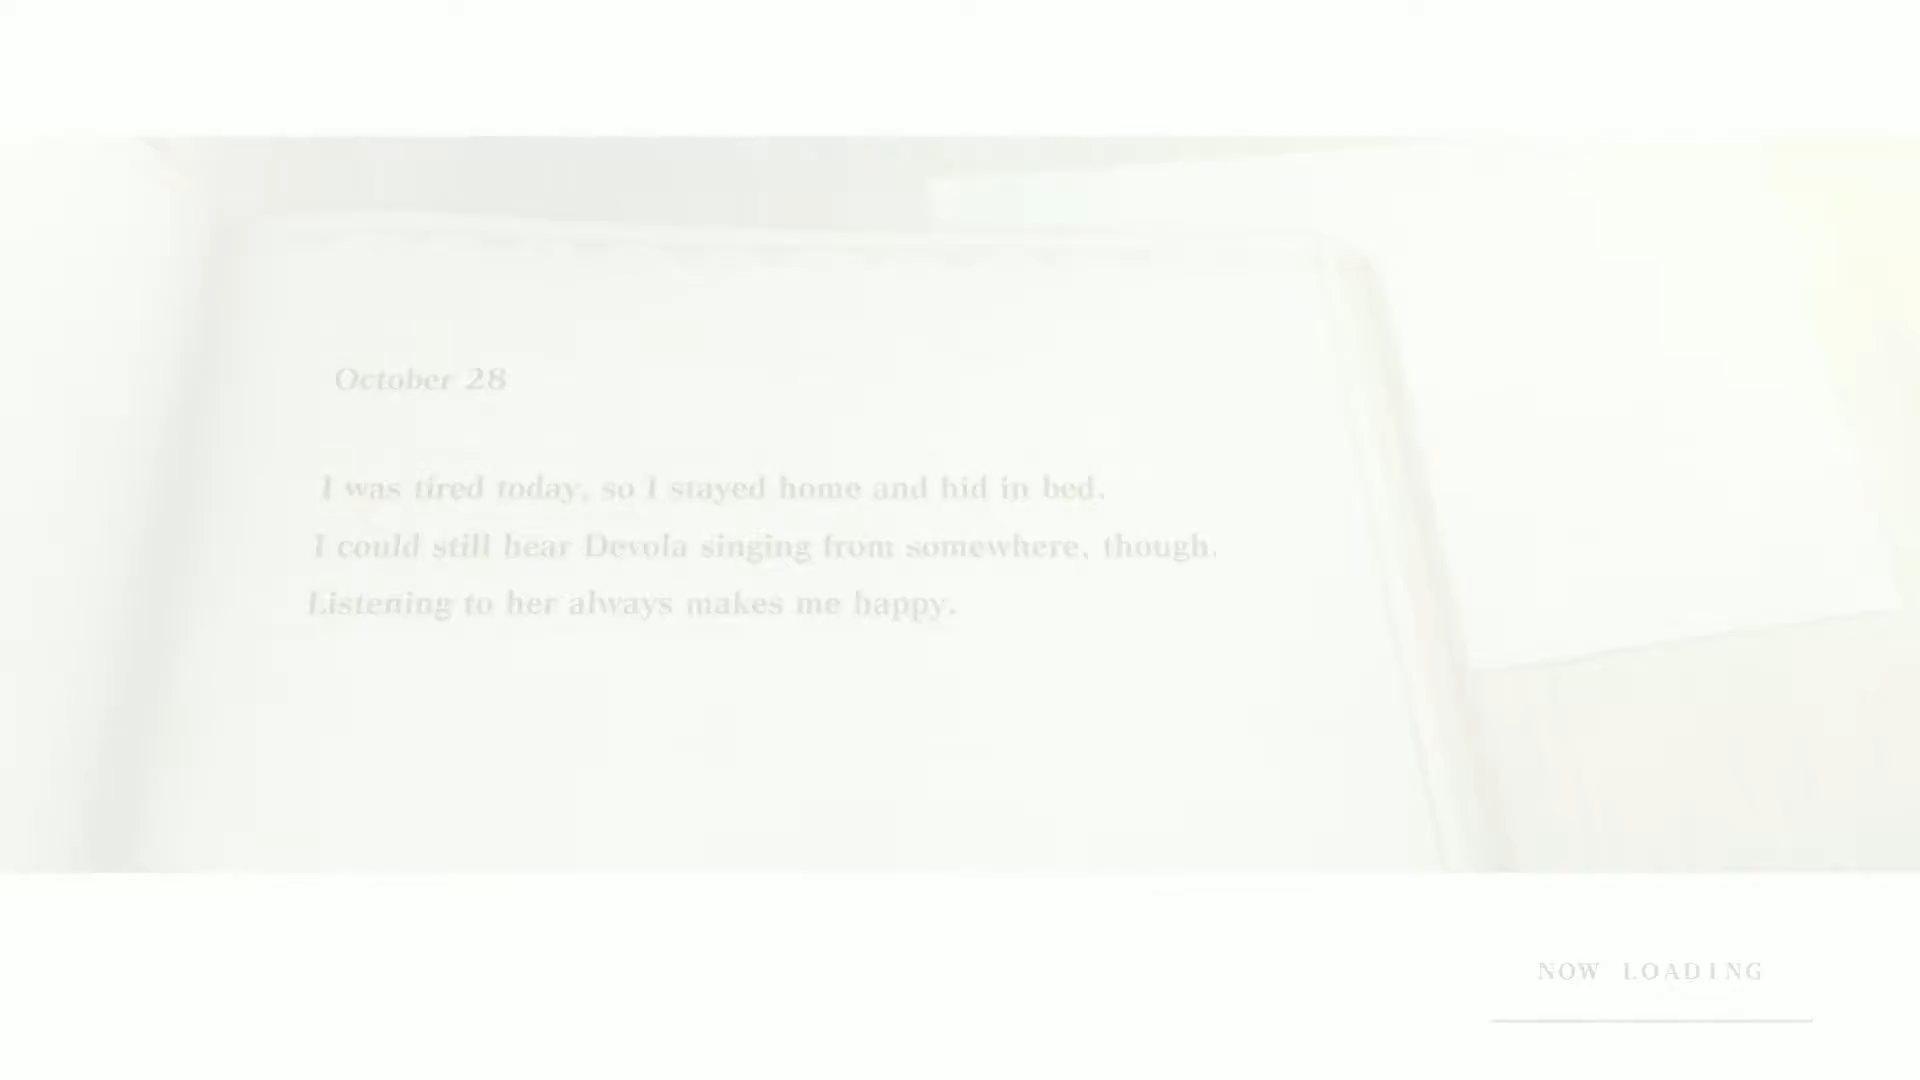 October 28
I was tired today, so I stayed home and hid in bed.
I could still hear Devola singing from somewhere, though.
Listening to her always makes me happy.
NOW LOADING